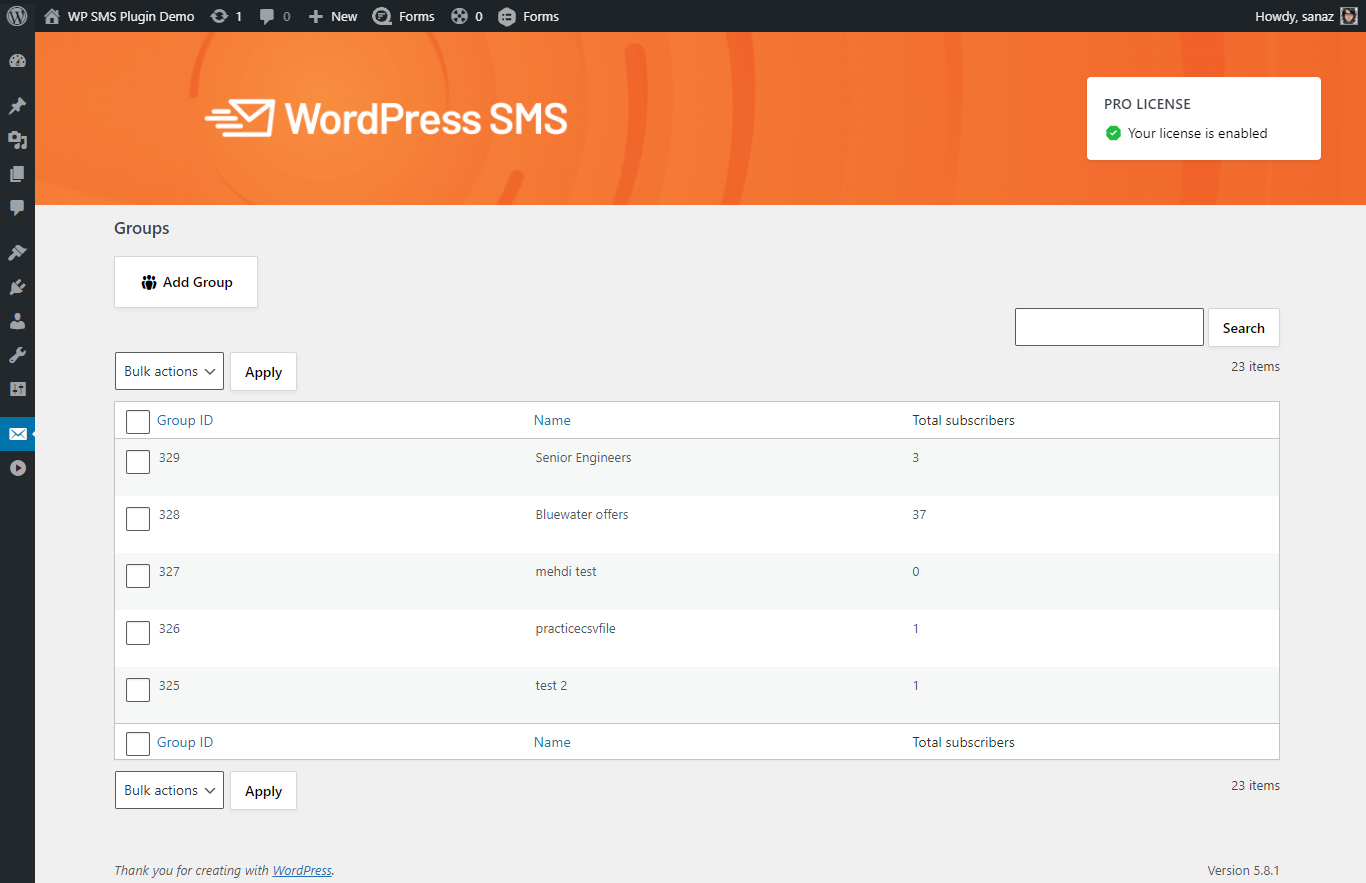 WP SMS Plugin Demo 1 0 New Forms 0 Forms Howdy, sanaz
WordPress SMS
PRO LICENSE
Your license is enabled
Groups
Add Group
Search
Bulk actions Apply 23 items
Group ID Name Total subscribers
329 Senior Engineers 3
328 Bluewater offers 37
327 mehdi test 0
326 practicecsvfile 1
325 test 2 1
Group ID Name Total subscribers
Bulk actions Apply 23 items
Thank you for creating with WordPress. Version 5.8.1